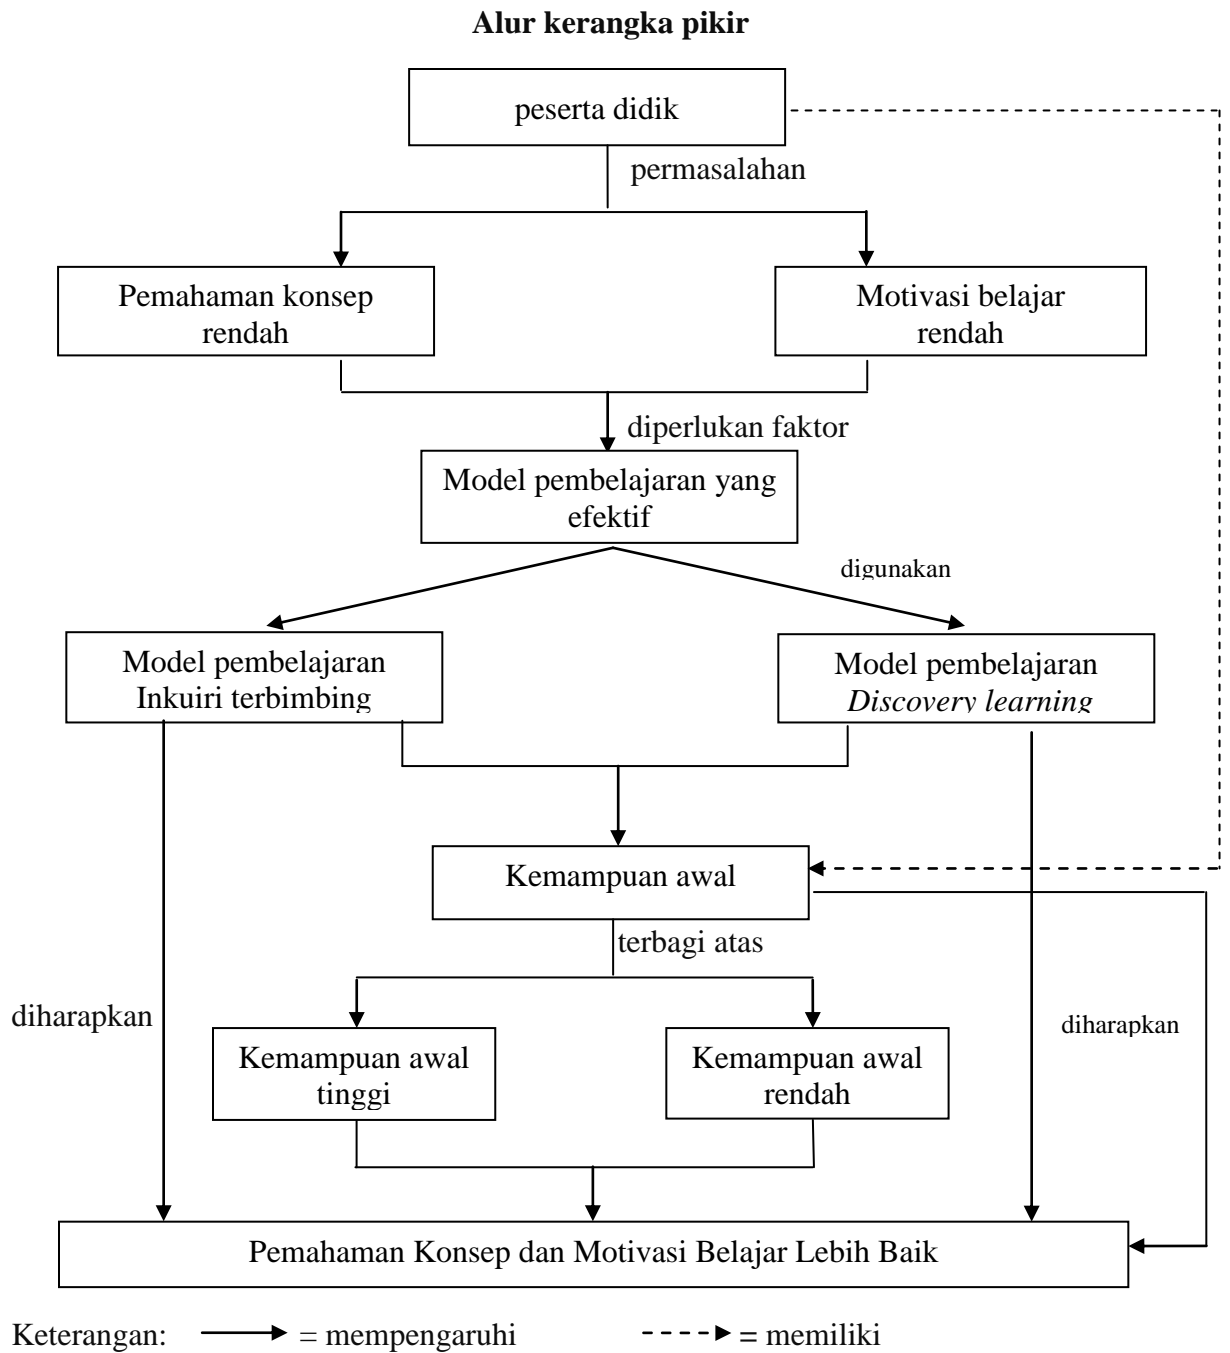 Alur kerangka pikir
peserta didik
permasalahan
Pemahaman konsep
rendah
Motivasi belajar
rendah
diperlukan faktor
Model pembelajaran yang
efektif
digunakan
Model pembelajaran
Inkuiri terbimbing
Model pembelajaran
Discovery learning
Kemampuan awal
terbagi atas
diharapkan
diharapkan
Kemampuan awal
tinggi
Kemampuan awal
rendah
Pemahaman Konsep dan Motivasi Belajar Lebih Baik
Keterangan: = mempengaruhi = memiliki